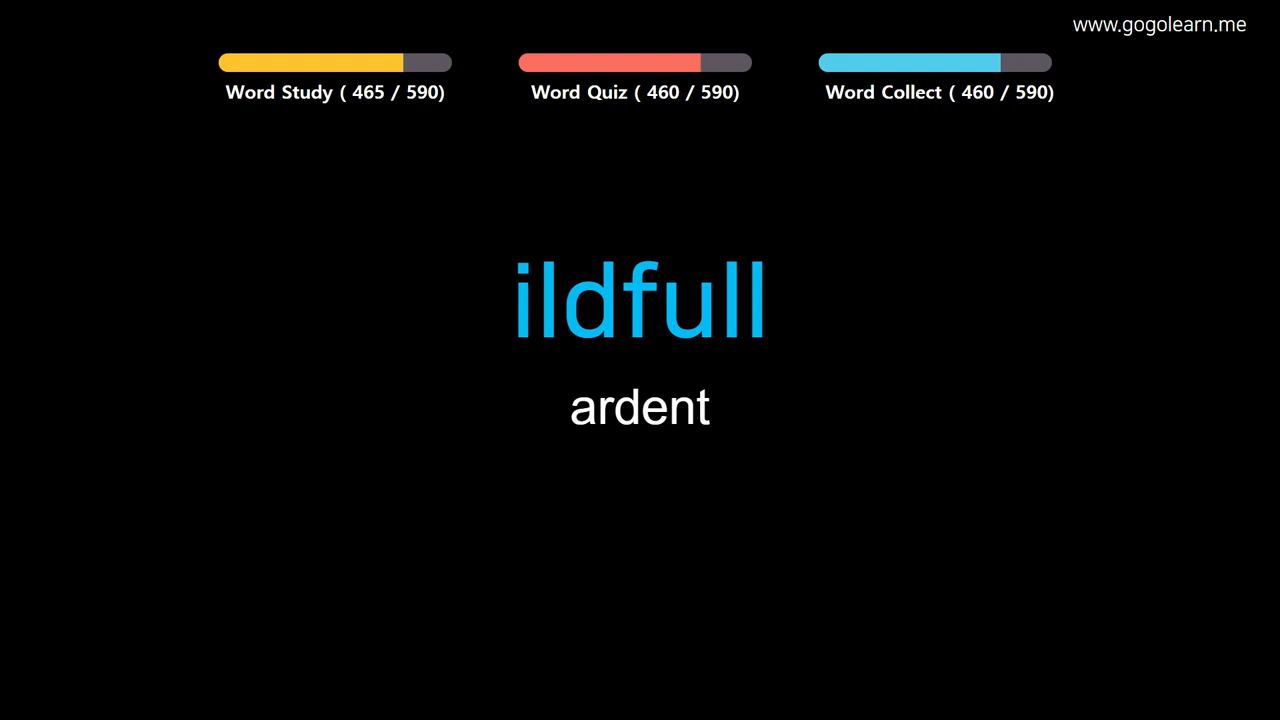 www.gogolearn.me
Word Study ( 465 / 590)
Word Quiz ( 460 / 590)
Word Collect ( 460 / 590)
ildfull
ardent